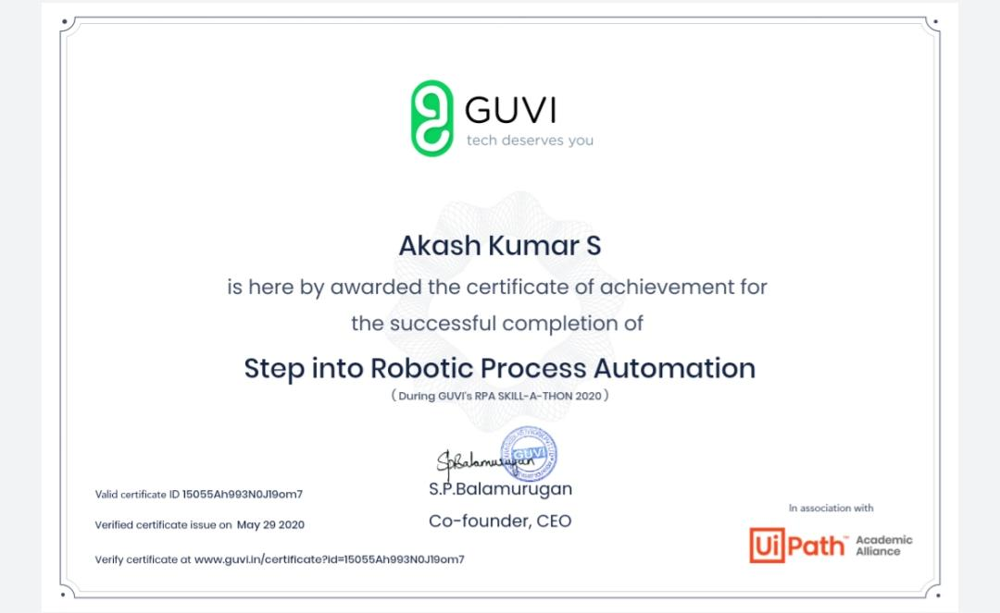 GUVI
tech deserves you
Akash Kumar S
is here by awarded the certificate of achievement for
the successful completion of
Step into Robotic Process Automation
( During GUVI's RPA SKILL-A-THON 2020 )
SPBalamurugan
GUVI
S.P.Balamurugan
Co-founder, CEO
Valid certificate ID 15055Ah993N0J19om7
Verified certificate issue on May 29 2020
Verify certificate at www.guvi.in/certificate?id=15055Ah993N0J19om7
In association with
UiPath™ Academic
Alliance